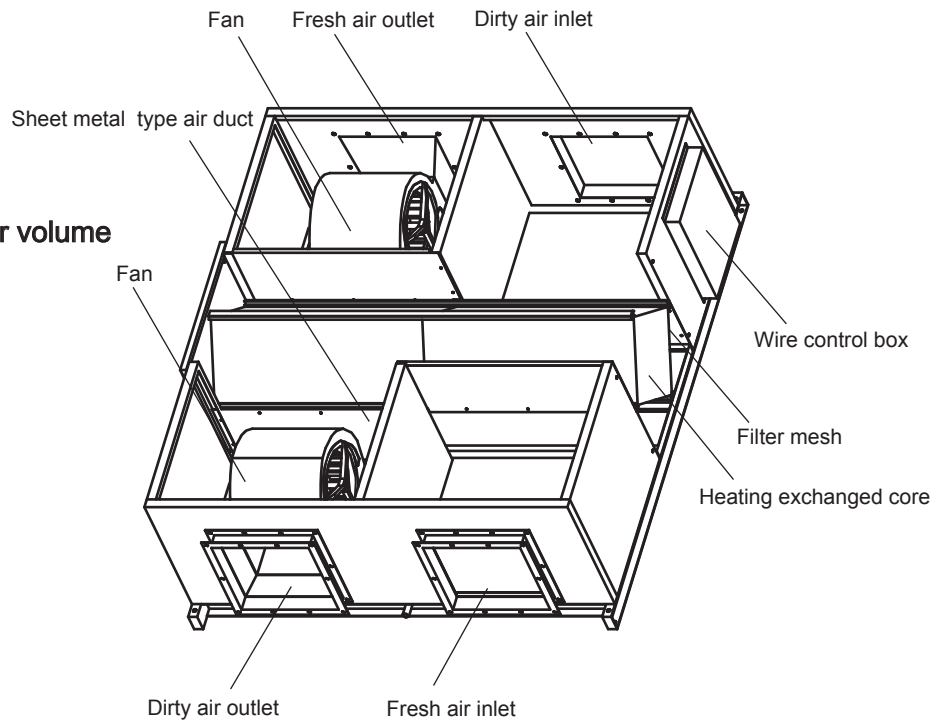 Fan
Fresh air outlet
Dirty air inlet
Sheet metal type air duct
volume
Fan
Wire control box
Filter mesh
Heating exchanged core
Dirty air outlet
Fresh air inlet